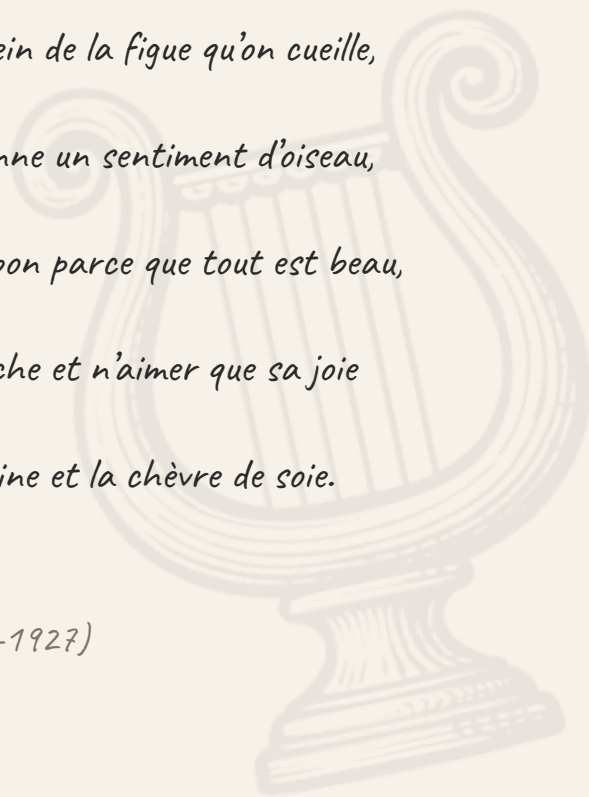 ein de la figue qu'on cueille,
nne un sentiment d'oiseau,
bon parce que tout est beau,
che et n'aimer que sa joie
ine et la chèvre de soie.
-1927)